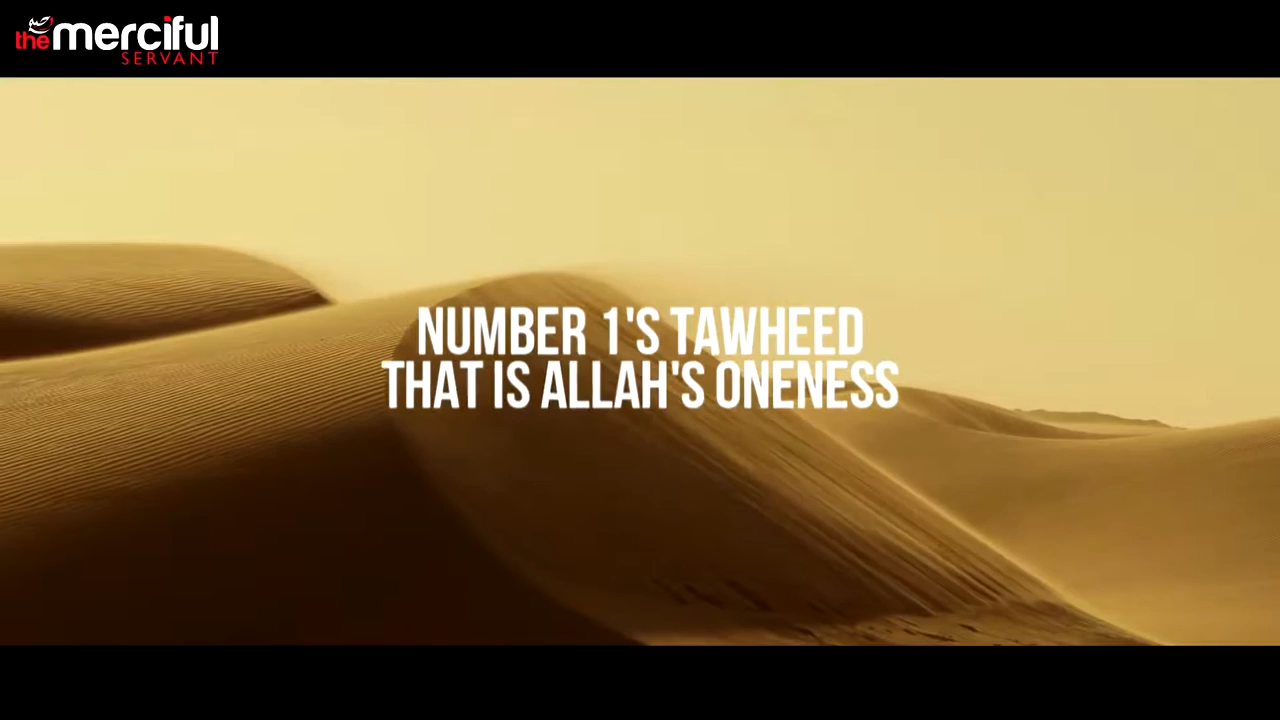 the merciful
SERVANT
NUMBER 1'S TAWHEED
THAT IS ALLAH'S ONENESS